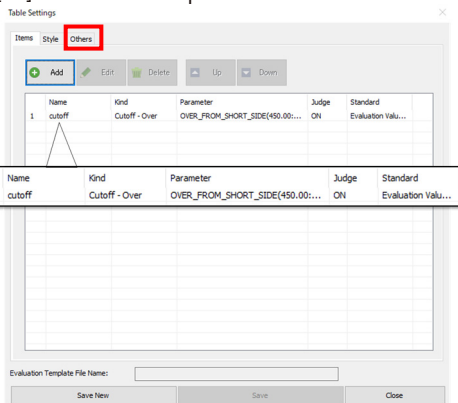 Table Settings
Items Style Others
Add Edit Delete Up Down
Name Kind Parameter Judge Standard
1 cutoff Cutoff - Over OVER_FROM_SHORT_SIDE(450.00:... ON Evaluation Valu...
Name Kind Parameter Judge Standard
cutoff Cutoff - Over OVER_FROM_SHORT_SIDE(450.00:... ON Evaluation Valu...
Evaluation Template File Name:
Save New Save Close